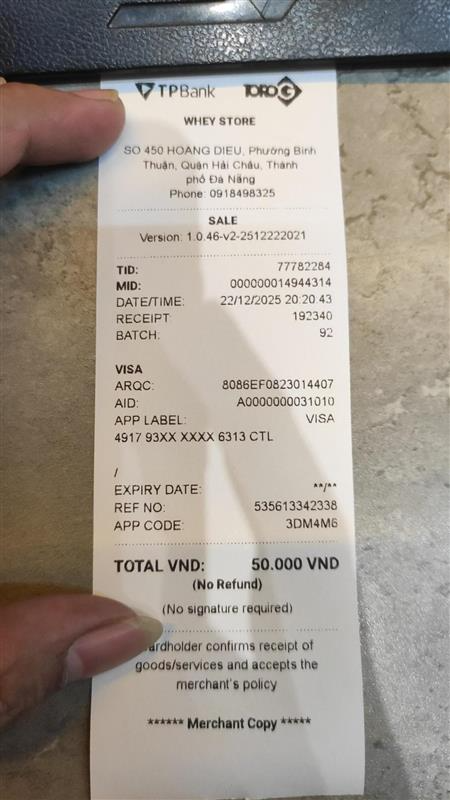 TPBank TORO G
WHEY STORE
SO 450 HOANG DIEU, Phường Bình
Thuận, Quận Hải Châu, Thành
phố Đà Nẵng
Phone: 0918498325
SALE
Version: 1.0.46-v2-2512222021
TID: 77782284
MID: 000000014944314
DATE/TIME: 22/12/2025 20:20:43
RECEIPT: 192340
BATCH: 92
VISA
ARQC: 8086EF0823014407
AID: A0000000031010
APP LABEL: VISA
4917 93XX XXXX 6313 CTL
/
EXPIRY DATE: **/**
REF NO: 535613342338
APP CODE: 3DM4M6
TOTAL VND: 50.000 VND
(No Refund)
(No signature required)
ardholder confirms receipt of
goods/services and accepts the
merchant's policy
****** Merchant Copy *****